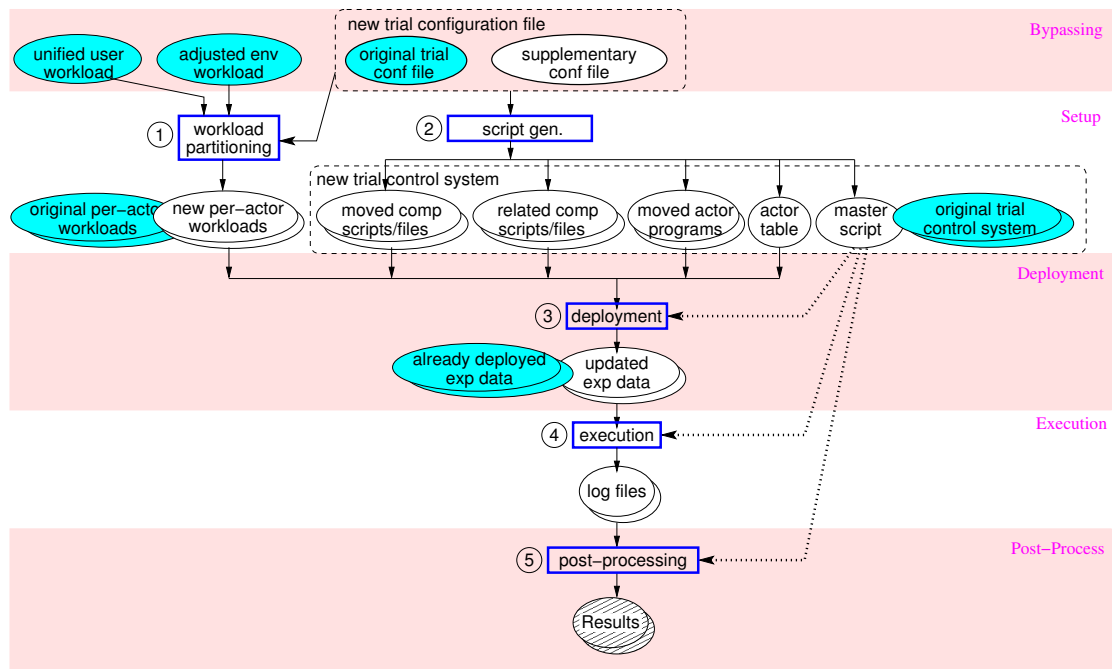 new trial configuration file
Bypassing
unified user
workload
adjusted env
workload
original trial
conf file
supplementary
conf file
Setup
1
workload
partitioning
2
script gen.
new trial control system
original per−acto
workloads
new per−actor
workloads
moved comp
scripts/files
related comp
scripts/files
moved actor
programs
actor
table
master
script
original trial
control system
Deployment
3
deployment
already deployed
exp data
updated
exp data
Execution
4
execution
log files
Post−Process
5
post−processing
Results